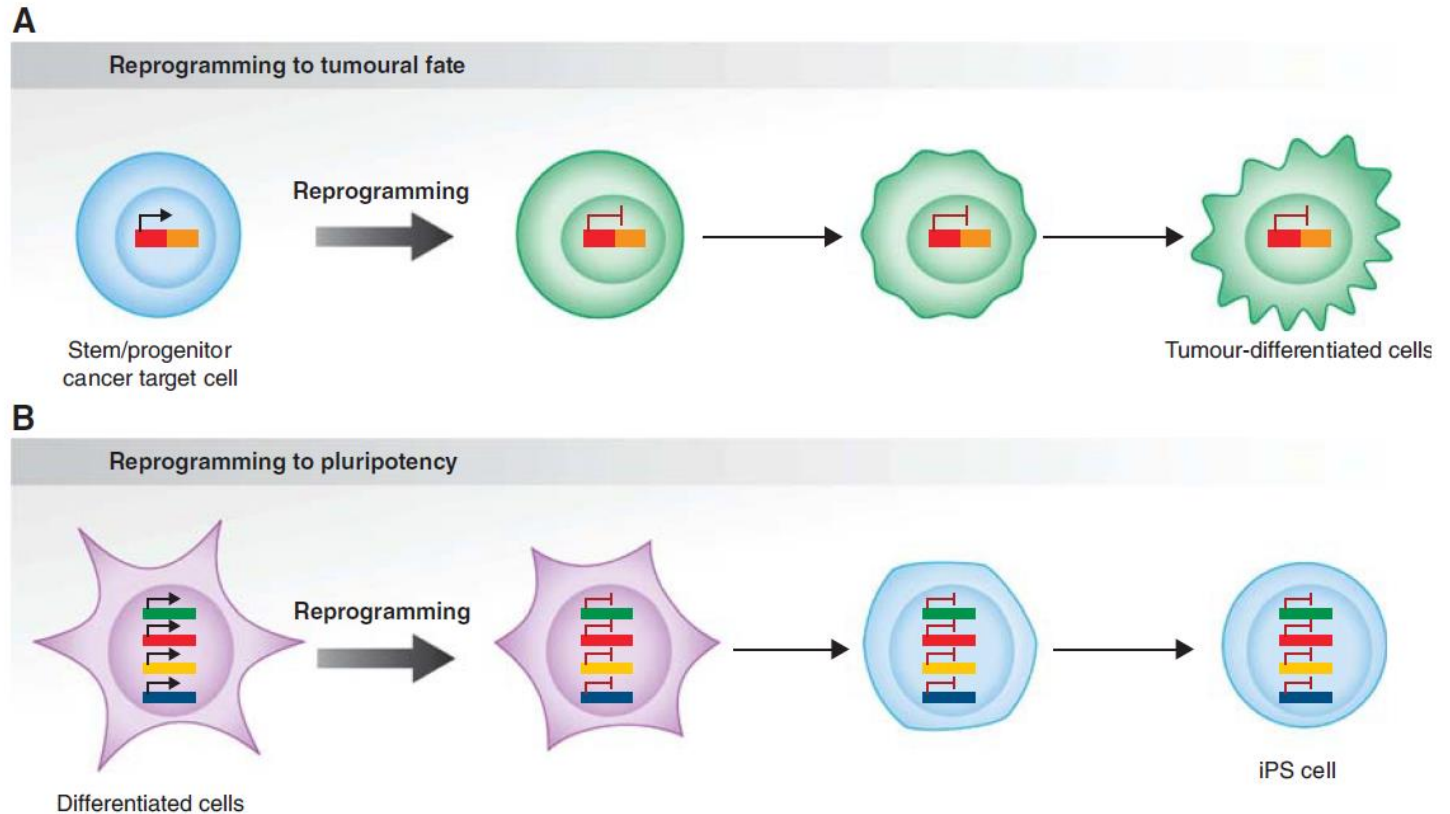 A
Reprogramming to tumoural fate
Reprogramming
Stem/progenitor
cancer target cell
Tumour-differentiated cells
B
Reprogramming to pluripotency
Reprogramming
Differentiated cells
iPS cell